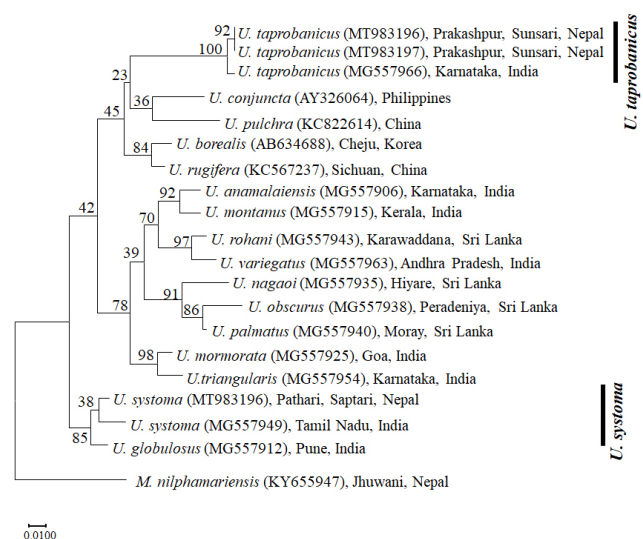 92
U. taprobanicus (MT983196), Prakashpur, Sunsari, Nepal
U. taprobanicus (MT983197), Prakashpur, Sunsari, Nepal
100
U. taprobanicus (MG557966), Karnataka, India
U. taprobanicus
23
U. conjuncta (AY326064), Philippines
36
U. pulchra (KC822614), China
45
U. borealis (AB634688), Cheju, Korea
84
U. rugifera (KC567237), Sichuan, China
42
U. anamalaiensis (MG557906), Karnataka, India
92
U. montanus (MG557915), Kerala, India
70
U. rohani (MG557943), Karawaddana, Sri Lanka
97
U. variegatus (MG557963), Andhra Pradesh, India
39
U. nagaoi (MG557935), Hiyare, Sri Lanka
91
U. obscurus (MG557938), Peradeniya, Sri Lanka
86
U. palmatus (MG557940), Moray, Sri Lanka
78
U. mormorata (MG557925), Goa, India
98
U.triangularis (MG557954), Karnataka, India
U. systoma (MT983196), Pathari, Saptari, Nepal
38
U. systoma (MG557949), Tamil Nadu, India
85
U. globulosus (MG557912), Pune, India
U. systoma
M. nilphamariensis (KY655947), Jhuwani, Nepal
0.0100